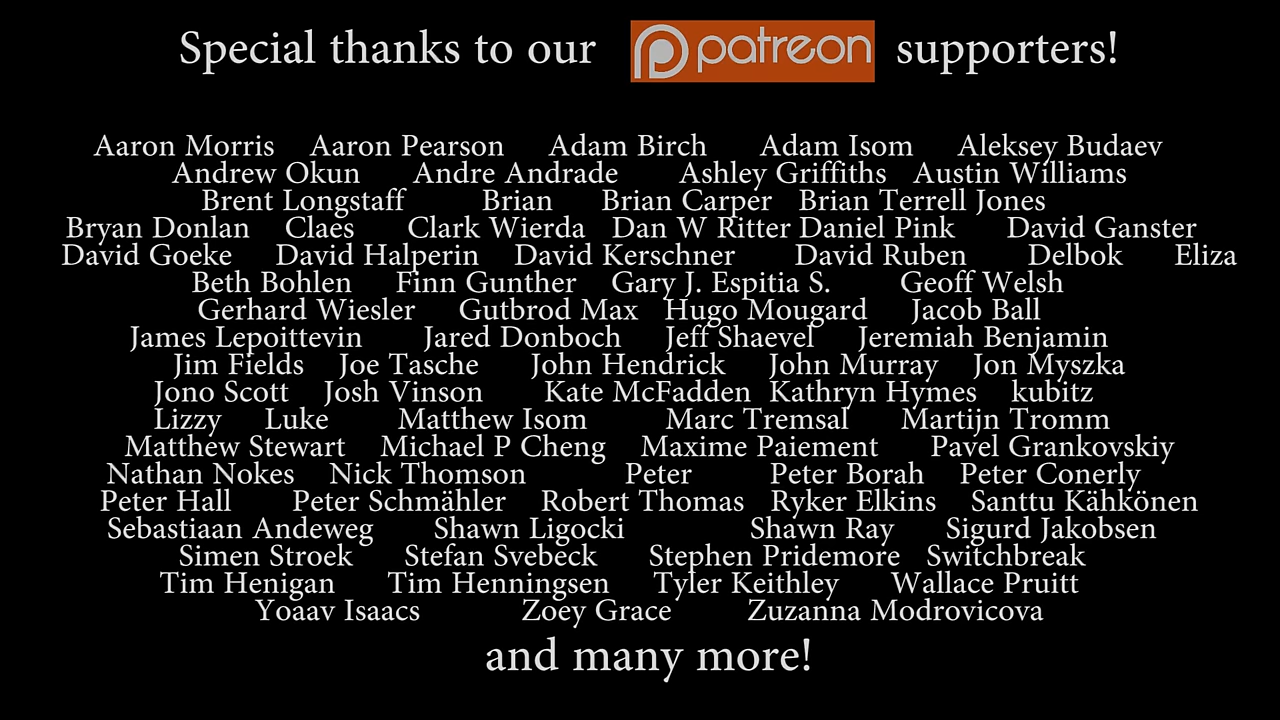 Special thanks to our patreon supporters!
Aaron Morris Aaron Pearson Adam Birch Adam Isom Aleksey Budaev
Andrew Okun Andre Andrade Ashley Griffiths Austin Williams
Brent Longstaff Brian Brian Carper Brian Terrell Jones
Bryan Donlan Claes Clark Wierda Dan W Ritter Daniel Pink David Ganster
David Goeke David Halperin David Kerschner David Ruben Delbok Eliza
Beth Bohlen Finn Gunther Gary J. Espitia S. Geoff Welsh
Gerhard Wiesler Gutbrod Max Hugo Mougard Jacob Ball
James Lepoittevin Jared Donboch Jeff Shaevel Jeremiah Benjamin
Jim Fields Joe Tasche John Hendrick John Murray Jon Myszka
Jono Scott Josh Vinson Kate McFadden Kathryn Hymes kubitz
Lizzy Luke Matthew Isom Marc Tremsal Martijn Tromm
Matthew Stewart Michael P Cheng Maxime Paiement Pavel Grankovskiy
Nathan Nokes Nick Thomson Peter Peter Borah Peter Conerly
Peter Hall Peter Schmähler Robert Thomas Ryker Elkins Santtu Kähkönen
Sebastiaan Andeweg Shawn Ligocki Shawn Ray Sigurd Jakobsen
Simen Stroek Stefan Svebeck Stephen Pridemore Switchbreak
Tim Henigan Tim Henningsen Tyler Keithley Wallace Pruitt
Yoaav Isaacs Zoey Grace Zuzanna Modrovicova
and many more!